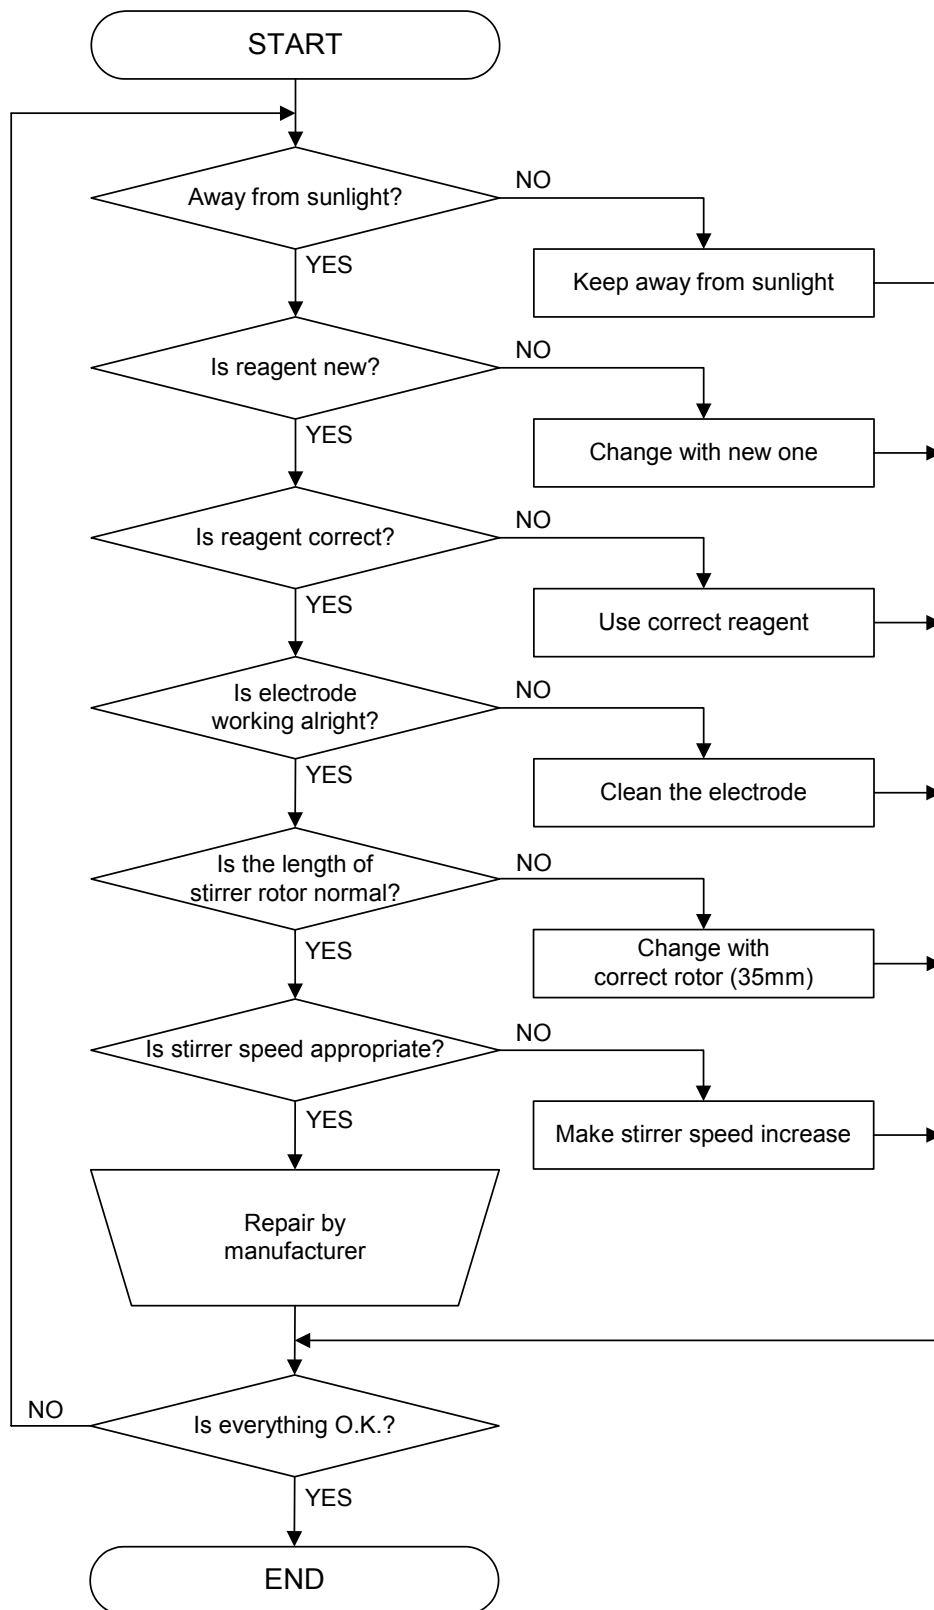 START
Away from sunlight?
NO
YES
Keep away from sunlight
Is reagent new?
NO
YES
Change with new one
Is reagent correct?
NO
YES
Use correct reagent
Is electrode
working alright?
NO
YES
Clean the electrode
Is the length of
stirrer rotor normal?
NO
YES
Change with
correct rotor (35mm)
Is stirrer speed appropriate?
NO
YES
Make stirrer speed increase
Repair by
manufacturer
Is everything O.K.?
NO
YES
END